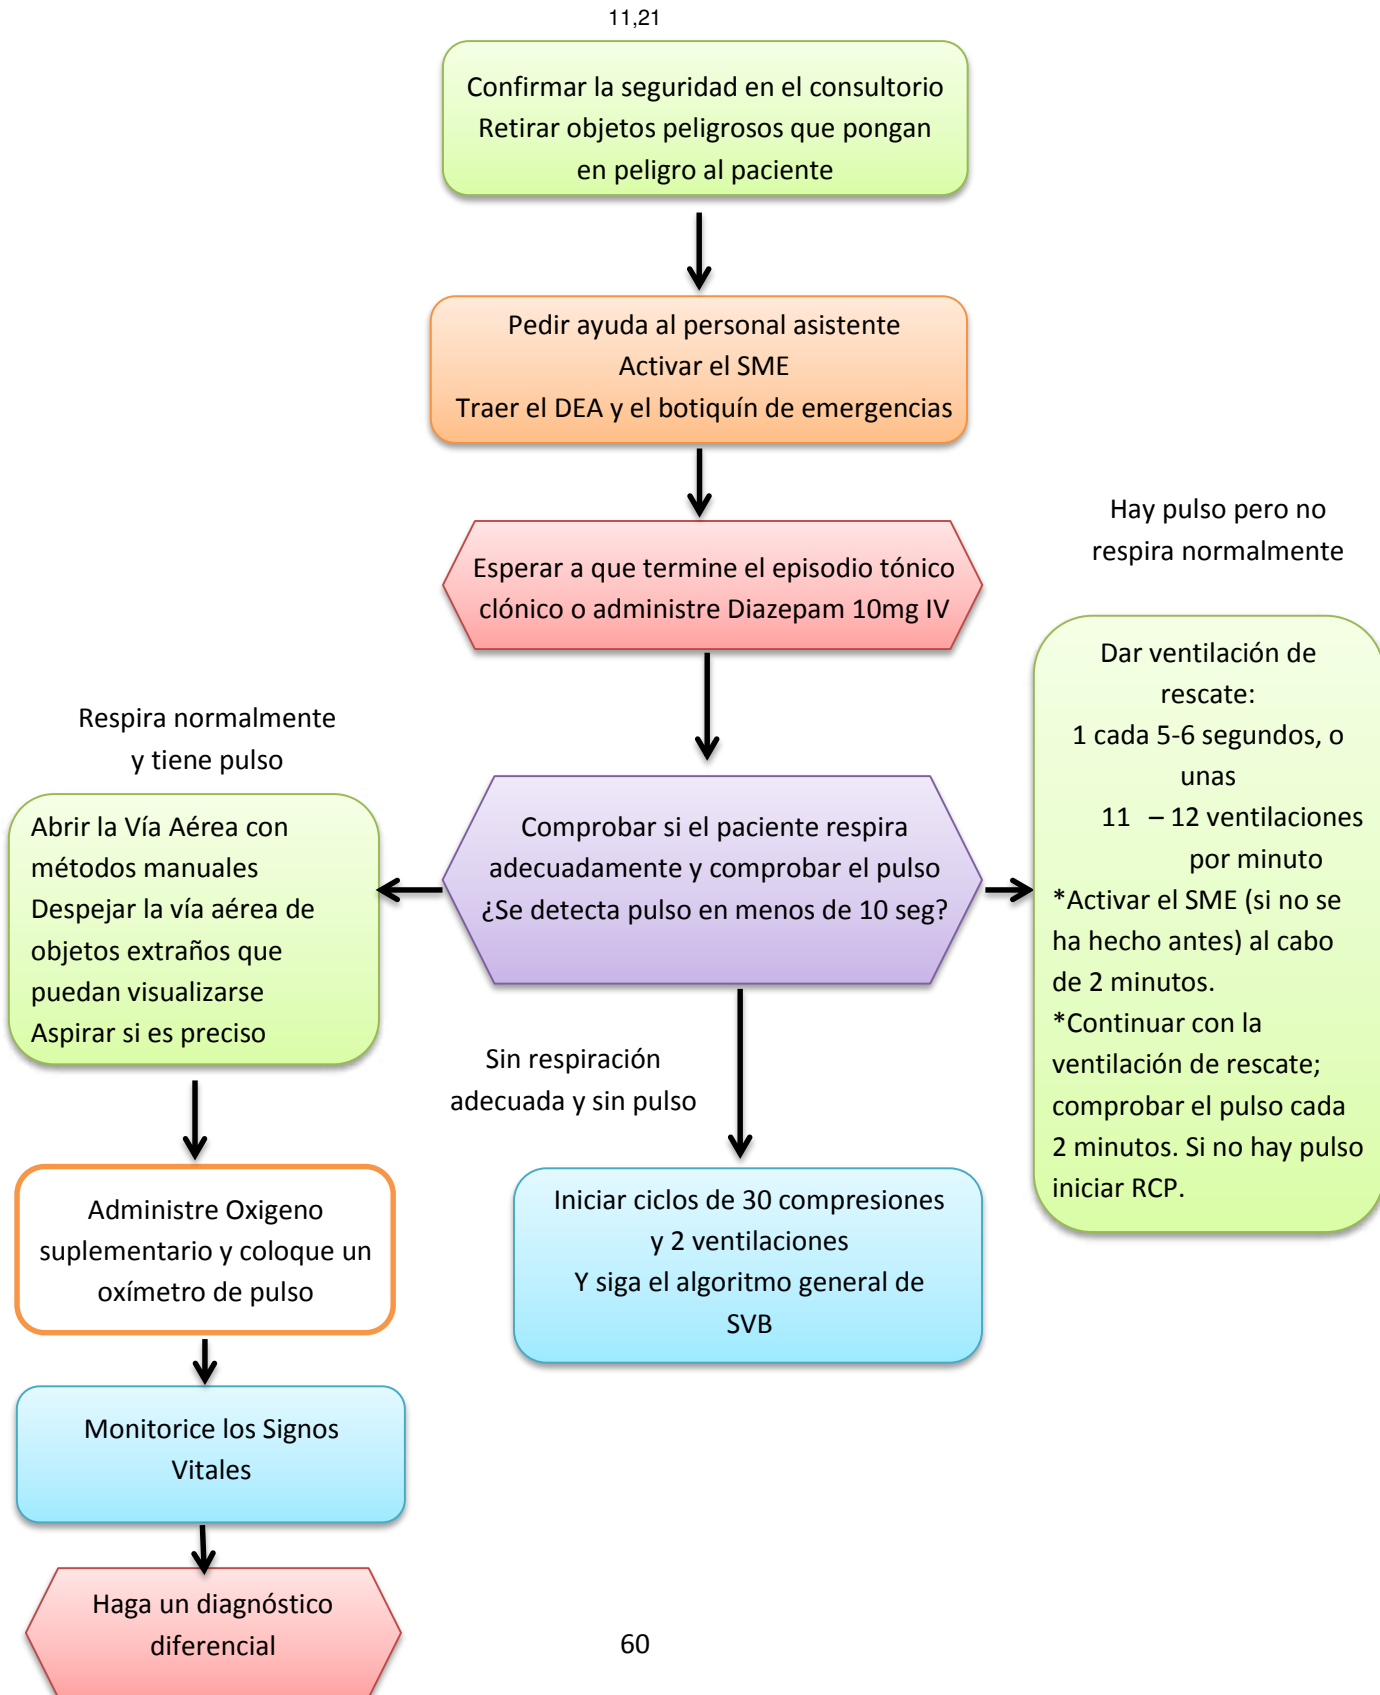 11,21
Confirmar la seguridad en el consultorio
Retirar objetos peligrosos que pongan
en peligro al paciente
Pedir ayuda al personal asistente
Activar el SME
Traer el DEA y el botiquín de emergencias
Esperar a que termine el episodio tónico
clónico o administre Diazepam 10mg IV
Comprobar si el paciente respira
adecuadamente y comprobar el pulso
¿Se detecta pulso en menos de 10 seg?
Respira normalmente
y tiene pulso
Abrir la Vía Aérea con
métodos manuales
Despejar la vía aérea de
objetos extraños que
puedan visualizarse
Aspirar si es preciso
Administre Oxigeno
suplementario y coloque un
oxímetro de pulso
Monitorice los Signos
Vitales
Haga un diagnóstico
diferencial
Sin respiración
adecuada y sin pulso
Iniciar ciclos de 30 compresiones
y 2 ventilaciones
Y siga el algoritmo general de
SVB
Hay pulso pero no
respira normalmente
Dar ventilación de
rescate:
1 cada 5-6 segundos, o
unas
11 – 12 ventilaciones
por minuto
*Activar el SME (si no se
ha hecho antes) al cabo
de 2 minutos.
*Continuar con la
ventilación de rescate;
comprobar el pulso cada
2 minutos. Si no hay pulso
iniciar RCP.
60